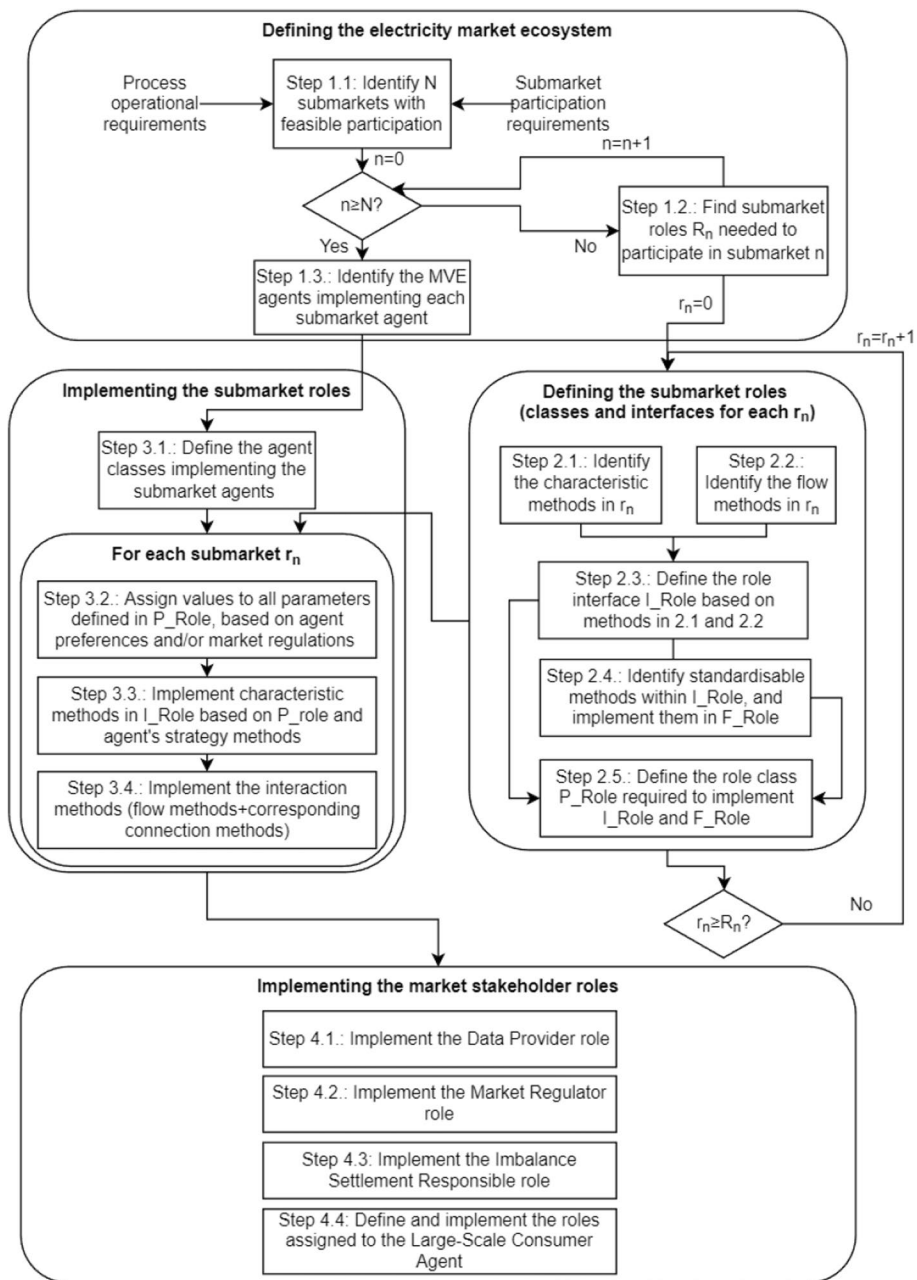 Defining the electricity market ecosystem
Process
operational
requirements
Step 1.1: Identify N
submarkets with
feasible participation
Submarket
participation
requirements
n=0
n=n+1
n≥N?
No
Yes
Step 1.2.: Find submarket
roles Rn needed to
participate in submarket n
Step 1.3.: Identify the MVE
agents implementing each
submarket agent
rn=0
rn=rn+1
Implementing the submarket roles
Step 3.1.: Define the agent
classes implementing the
submarket agents
For each submarket rn
Step 3.2.: Assign values to all parameters
defined in P_Role, based on agent
preferences and/or market regulations
Step 3.3.: Implement characteristic
methods in I_Role based on P_role and
agent's strategy methods
Step 3.4.: Implement the interaction
methods (flow methods+corresponding
connection methods)
Defining the submarket roles
(classes and interfaces for each rn)
Step 2.1.: Identify
the characteristic
methods in rn
Step 2.2.:
Identify the flow
methods in rn
Step 2.3.: Define the role
interface I_Role based on
methods in 2.1 and 2.2
Step 2.4.: Identify standardisable
methods within I_Role, and
implement them in F_Role
Step 2.5.: Define the role class
P_Role required to implement
I_Role and F_Role
rn≥Rn?
No
Implementing the market stakeholder roles
Step 4.1.: Implement the Data Provider role
Step 4.2.: Implement the Market Regulator
role
Step 4.3: Implement the Imbalance
Settlement Responsible role
Step 4.4: Define and implement the roles
assigned to the Large-Scale Consumer
Agent